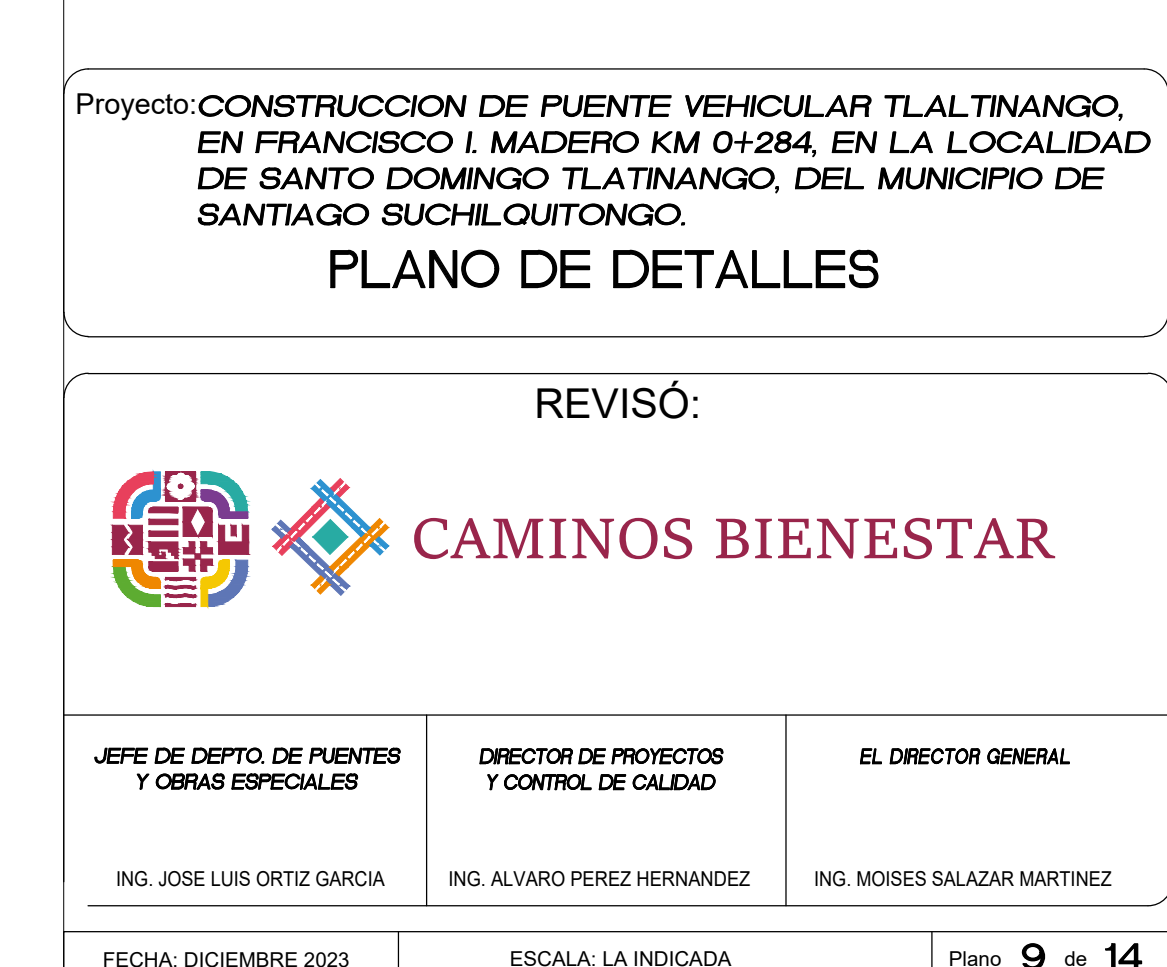 Proyecto: CONSTRUCCION DE PUENTE VEHICULAR TLALTINANGO,
EN FRANCISCO I. MADERO KM 0+284, EN LA LOCALIDAD
DE SANTO DOMINGO TLATINANGO, DEL MUNICIPIO DE
SANTIAGO SUCHILQUITONGO.
PLANO DE DETALLES
REVISÓ:
CAMINOS BIENESTAR
JEFE DE DEPTO. DE PUENTES
Y OBRAS ESPECIALES
ING. JOSE LUIS ORTIZ GARCIA
DIRECTOR DE PROYECTOS
Y CONTROL DE CALIDAD
ING. ALVARO PEREZ HERNANDEZ
EL DIRECTOR GENERAL
ING. MOISES SALAZAR MARTINEZ
FECHA: DICIEMBRE 2023
ESCALA: LA INDICADA
Plano 9 de 14